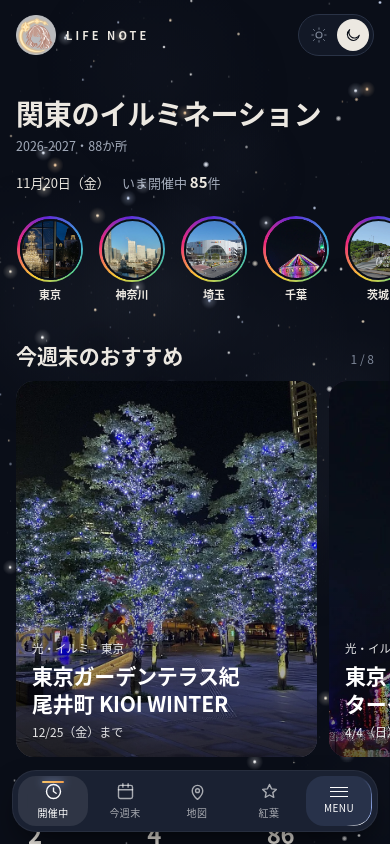 LIFE NOTE
関東のイルミネーション
2026-2027・88か所
11月20日（金） いま開催中 85件
東京 神奈川 埼玉 千葉 茨城
今週末のおすすめ
1 / 8
光・イルミ・東京
東京ガーデンテラス紀
尾井町 KIOI WINTER
12/25（金）まで
光・イル
東京
ター
4/4（日
開催中 今週末 地図 紅葉 MENU
2 4 86